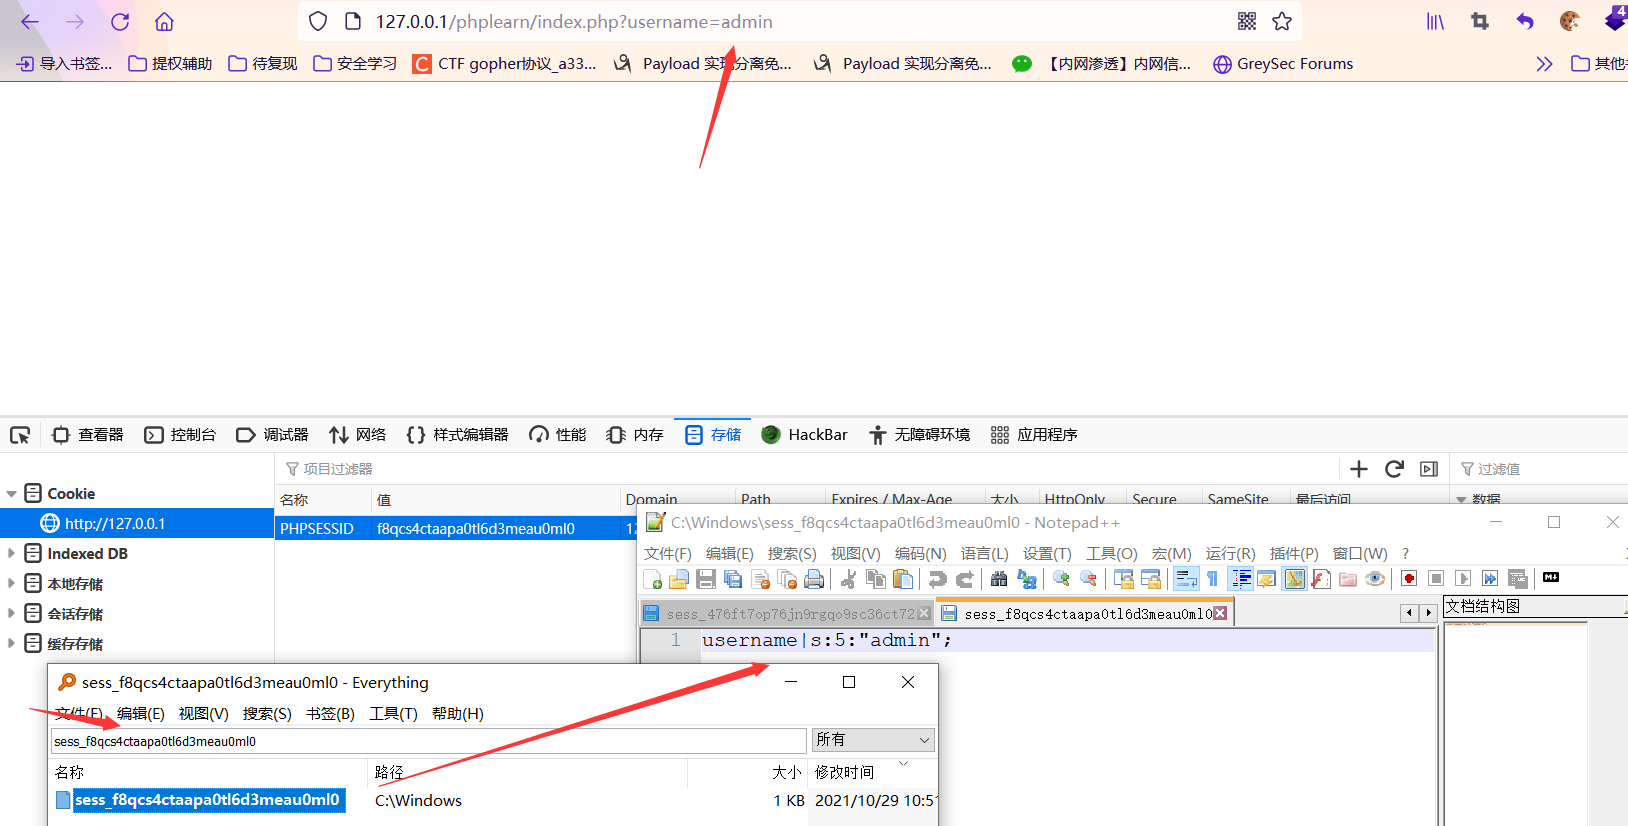 127.0.0.1/phplearn/index.php?username=admin
4
导入书签... 提权辅助 待复现 安全学习 CTF gopher协议_a33... Payload 实现分离免... Payload 实现分离免... 【内网渗透】内网信... GreySec Forums 其他
查看器 控制台 调试器 网络 样式编辑器 性能 内存 存储 HackBar 无障碍环境 应用程序
项目过滤器 过滤值
Cookie
http://127.0.0.1
Indexed DB
本地存储
会话存储
缓存存储
名称 值 Domain Path Expires / Max-Age 大小 HttpOnly Secure SameSite 最后访问 数据
PHPSESSID f8qcs4ctaapa0tl6d3meau0ml0 12
C:\Windows\sess_f8qcs4ctaapa0tl6d3meau0ml0 - Notepad++
文件(F) 编辑(E) 搜索(S) 视图(V) 编码(N) 语言(L) 设置(T) 工具(O) 宏(M) 运行(R) 插件(P) 窗口(W) ?
sess_476ft7op76jn9rgqo9sc36ct72 sess_f8qcs4ctaapa0tl6d3meau0ml0 文档结构图
1 username|s:5:"admin";
sess_f8qcs4ctaapa0tl6d3meau0ml0 - Everything
文件(F) 编辑(E) 视图(V) 搜索(S) 书签(B) 工具(T) 帮助(H)
sess_f8qcs4ctaapa0tl6d3meau0ml0 所有
名称 路径 大小 修改时间
sess_f8qcs4ctaapa0tl6d3meau0ml0 C:\Windows 1 KB 2021/10/29 10:51